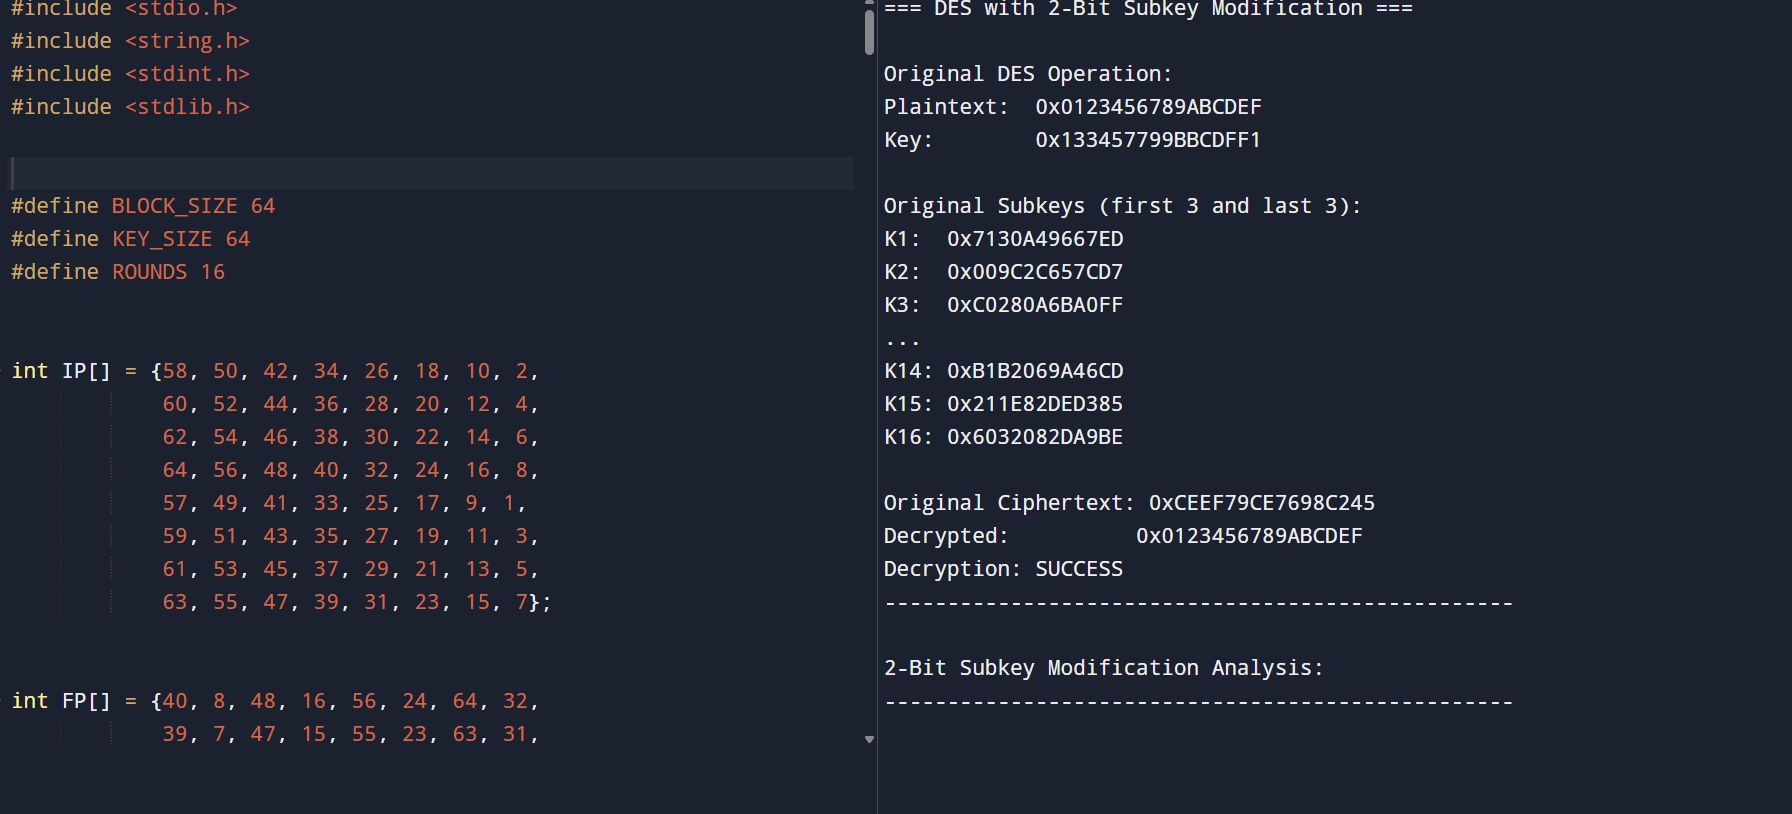 #include <stdio.h>
#include <string.h>
#include <stdint.h>
#include <stdlib.h>
#define BLOCK_SIZE 64
#define KEY_SIZE 64
#define ROUNDS 16
int IP[] = {58, 50, 42, 34, 26, 18, 10, 2,
60, 52, 44, 36, 28, 20, 12, 4,
62, 54, 46, 38, 30, 22, 14, 6,
64, 56, 48, 40, 32, 24, 16, 8,
57, 49, 41, 33, 25, 17, 9, 1,
59, 51, 43, 35, 27, 19, 11, 3,
61, 53, 45, 37, 29, 21, 13, 5,
63, 55, 47, 39, 31, 23, 15, 7};
int FP[] = {40, 8, 48, 16, 56, 24, 64, 32,
39, 7, 47, 15, 55, 23, 63, 31,
=== DES with 2-Bit Subkey Modification ===
Original DES Operation:
Plaintext:  0x0123456789ABCDEF
Key:        0x133457799BBCDFF1
Original Subkeys (first 3 and last 3):
K1:  0x7130A49667ED
K2:  0x009C2C657CD7
K3:  0xC0280A6BA0FF
...
K14: 0xB1B2069A46CD
K15: 0x211E82DED385
K16: 0x6032082DA9BE
Original Ciphertext: 0xCEEF79CE7698C245
Decrypted:          0x0123456789ABCDEF
Decryption: SUCCESS
--------------------------------------------------
2-Bit Subkey Modification Analysis:
--------------------------------------------------